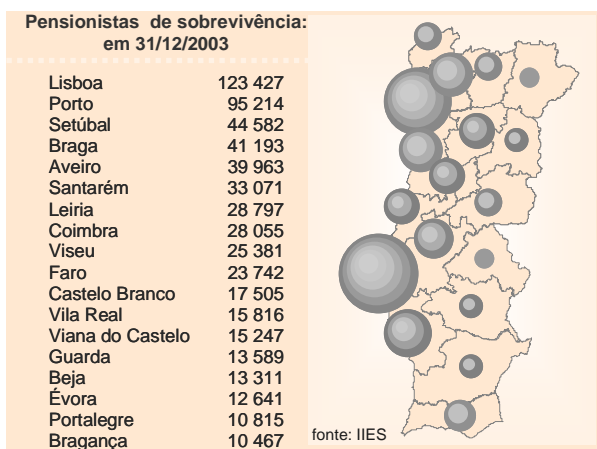 Pensionistas de sobrevivência:
em 31/12/2003
Lisboa 123 427
Porto 95 214
Setúbal 44 582
Braga 41 193
Aveiro 39 963
Santarém 33 071
Leiria 28 797
Coimbra 28 055
Viseu 25 381
Faro 23 742
Castelo Branco 17 505
Vila Real 15 816
Viana do Castelo 15 247
Guarda 13 589
Beja 13 311
Évora 12 641
Portalegre 10 815
Bragança 10 467
fonte: IIES